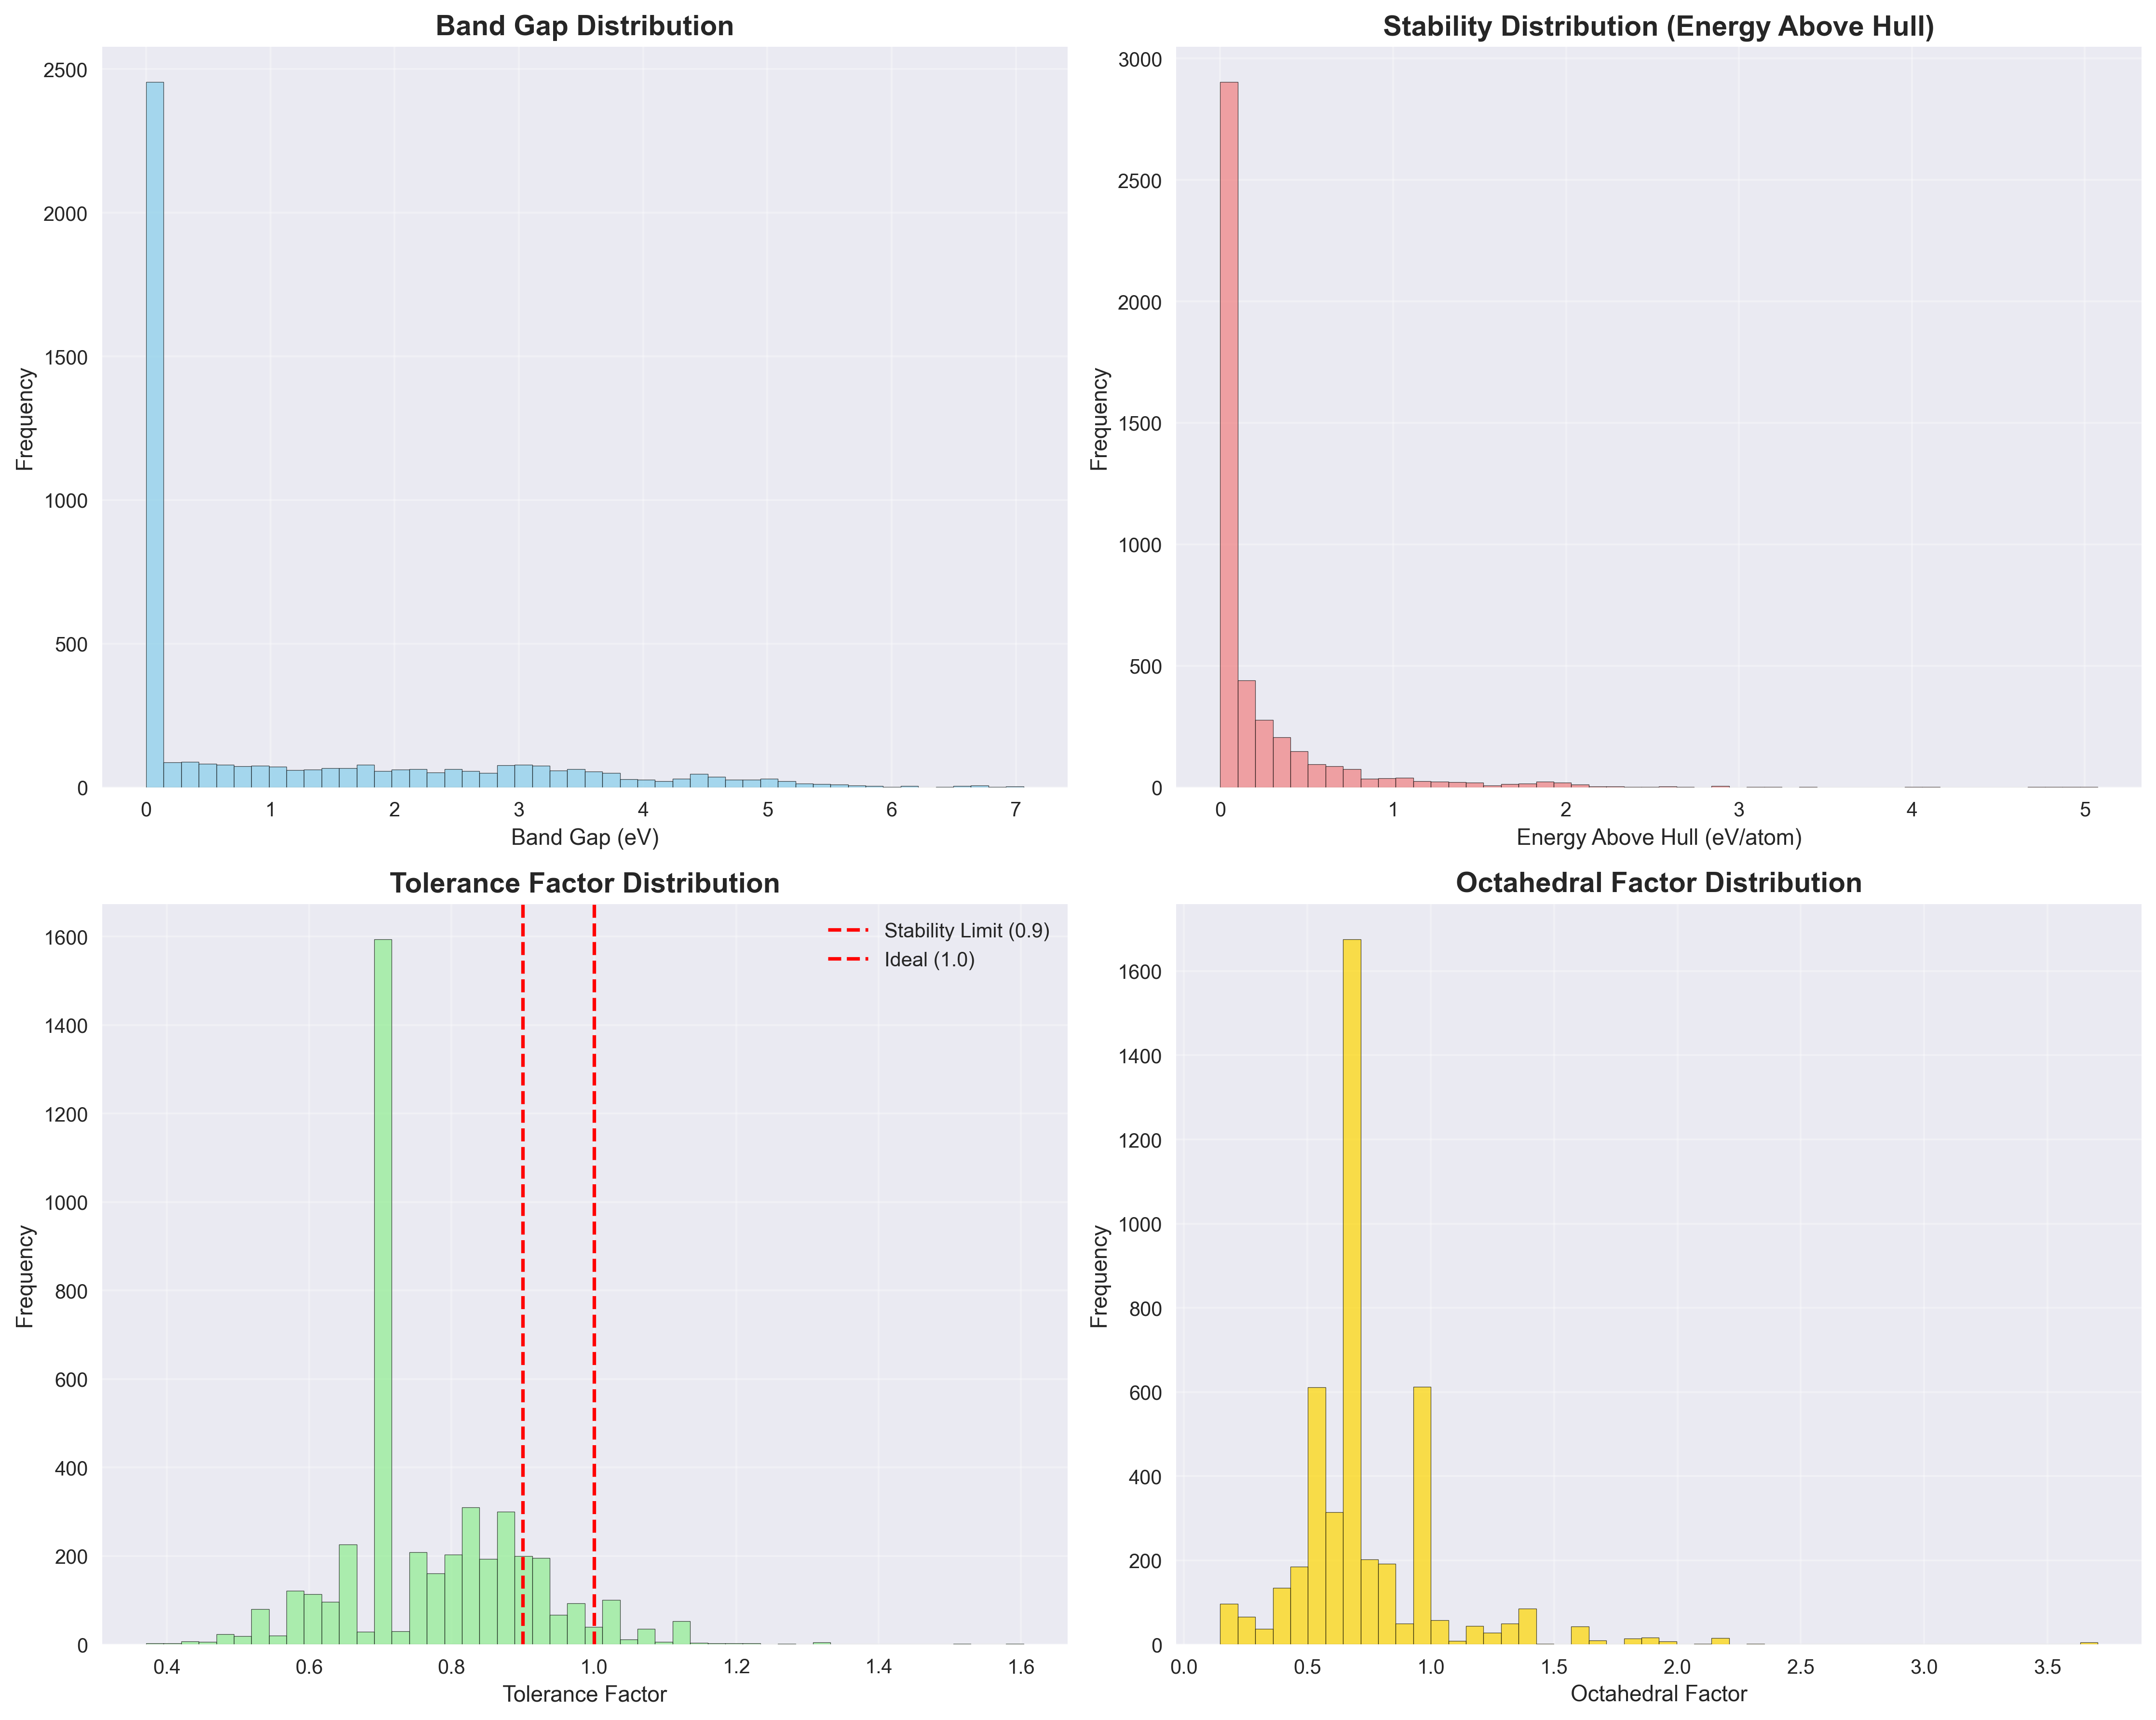 Band Gap Distribution
Frequency
2500
2000
1500
1000
500
0
0 1 2 3 4 5 6 7
Band Gap (eV)
Stability Distribution (Energy Above Hull)
Frequency
3000
2500
2000
1500
1000
500
0
0 1 2 3 4 5
Energy Above Hull (eV/atom)
Tolerance Factor Distribution
Frequency
1600
1400
1200
1000
800
600
400
200
0
Stability Limit (0.9)
Ideal (1.0)
0.4 0.6 0.8 1.0 1.2 1.4 1.6
Tolerance Factor
Octahedral Factor Distribution
Frequency
1600
1400
1200
1000
800
600
400
200
0
0.0 0.5 1.0 1.5 2.0 2.5 3.0 3.5
Octahedral Factor